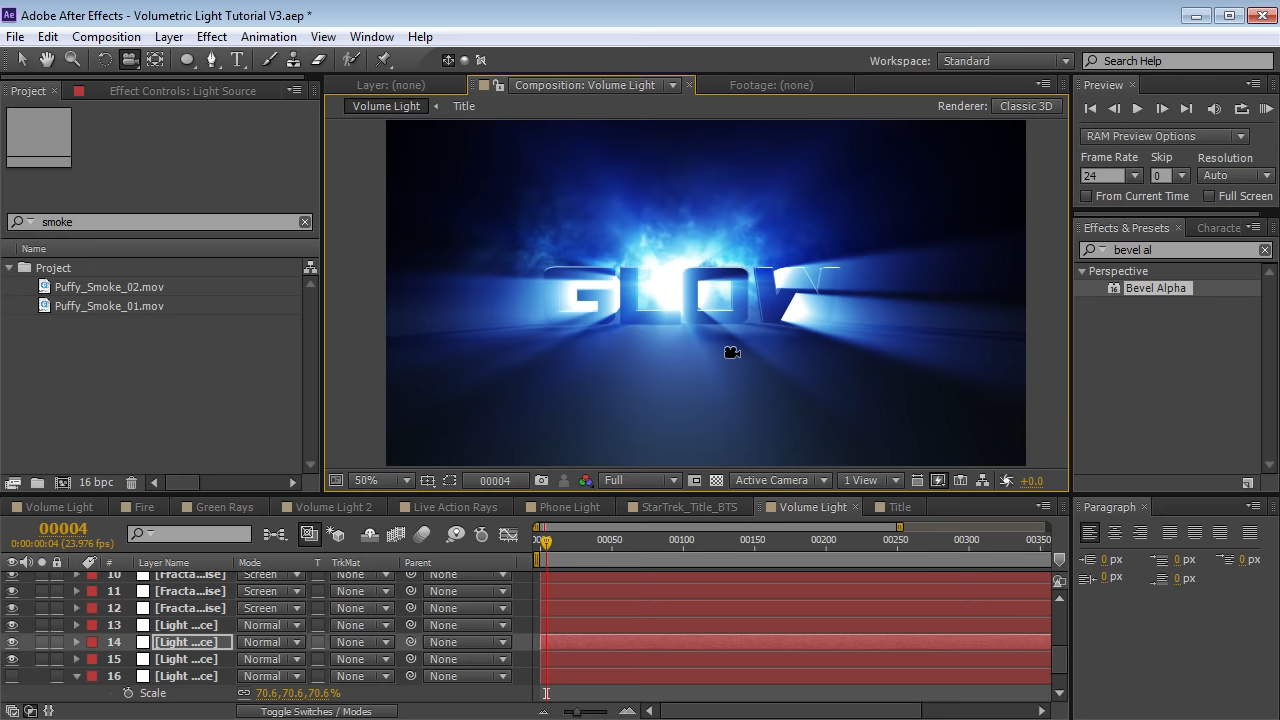 Adobe After Effects - Volumetric Light Tutorial V3.aep *
File Edit Composition Layer Effect Animation View Window Help
Workspace: Standard Search Help
Project Effect Controls: Light Source
Layer: (none) Composition: Volume Light Footage: (none)
Preview
Volume Light Title
Renderer: Classic 3D
RAM Preview Options
Frame Rate Skip Resolution
24 0 Auto
From Current Time Full Screen
smoke
Name
Project
Puffy_Smoke_02.mov
Puffy_Smoke_01.mov
GLOW
Effects & Presets Characte
bevel al
Perspective
16 Bevel Alpha
16 bpc
50% 00004 Full Active Camera 1 View +0.0
Volume Light Fire Green Rays Volume Light 2 Live Action Rays Phone Light StarTrek_Title_BTS Volume Light Title
Paragraph
00004
0:00:00:04 (23.976 fps)
00050 00100 00150 00200 00250 00300 00350
Layer Name Mode T TrkMat Parent
10 [Fracta...ise] Screen None None
11 [Fracta...ise] Screen None None
12 [Fracta...ise] Screen None None
13 [Light ...ce] Normal None None
14 [Light ...ce] Normal None None
15 [Light ...ce] Normal None None
16 [Light ...ce] Normal None None
Scale 70.6,70.6,70.6%
Toggle Switches / Modes
0 px 0 px 0 px
0 px 0 px